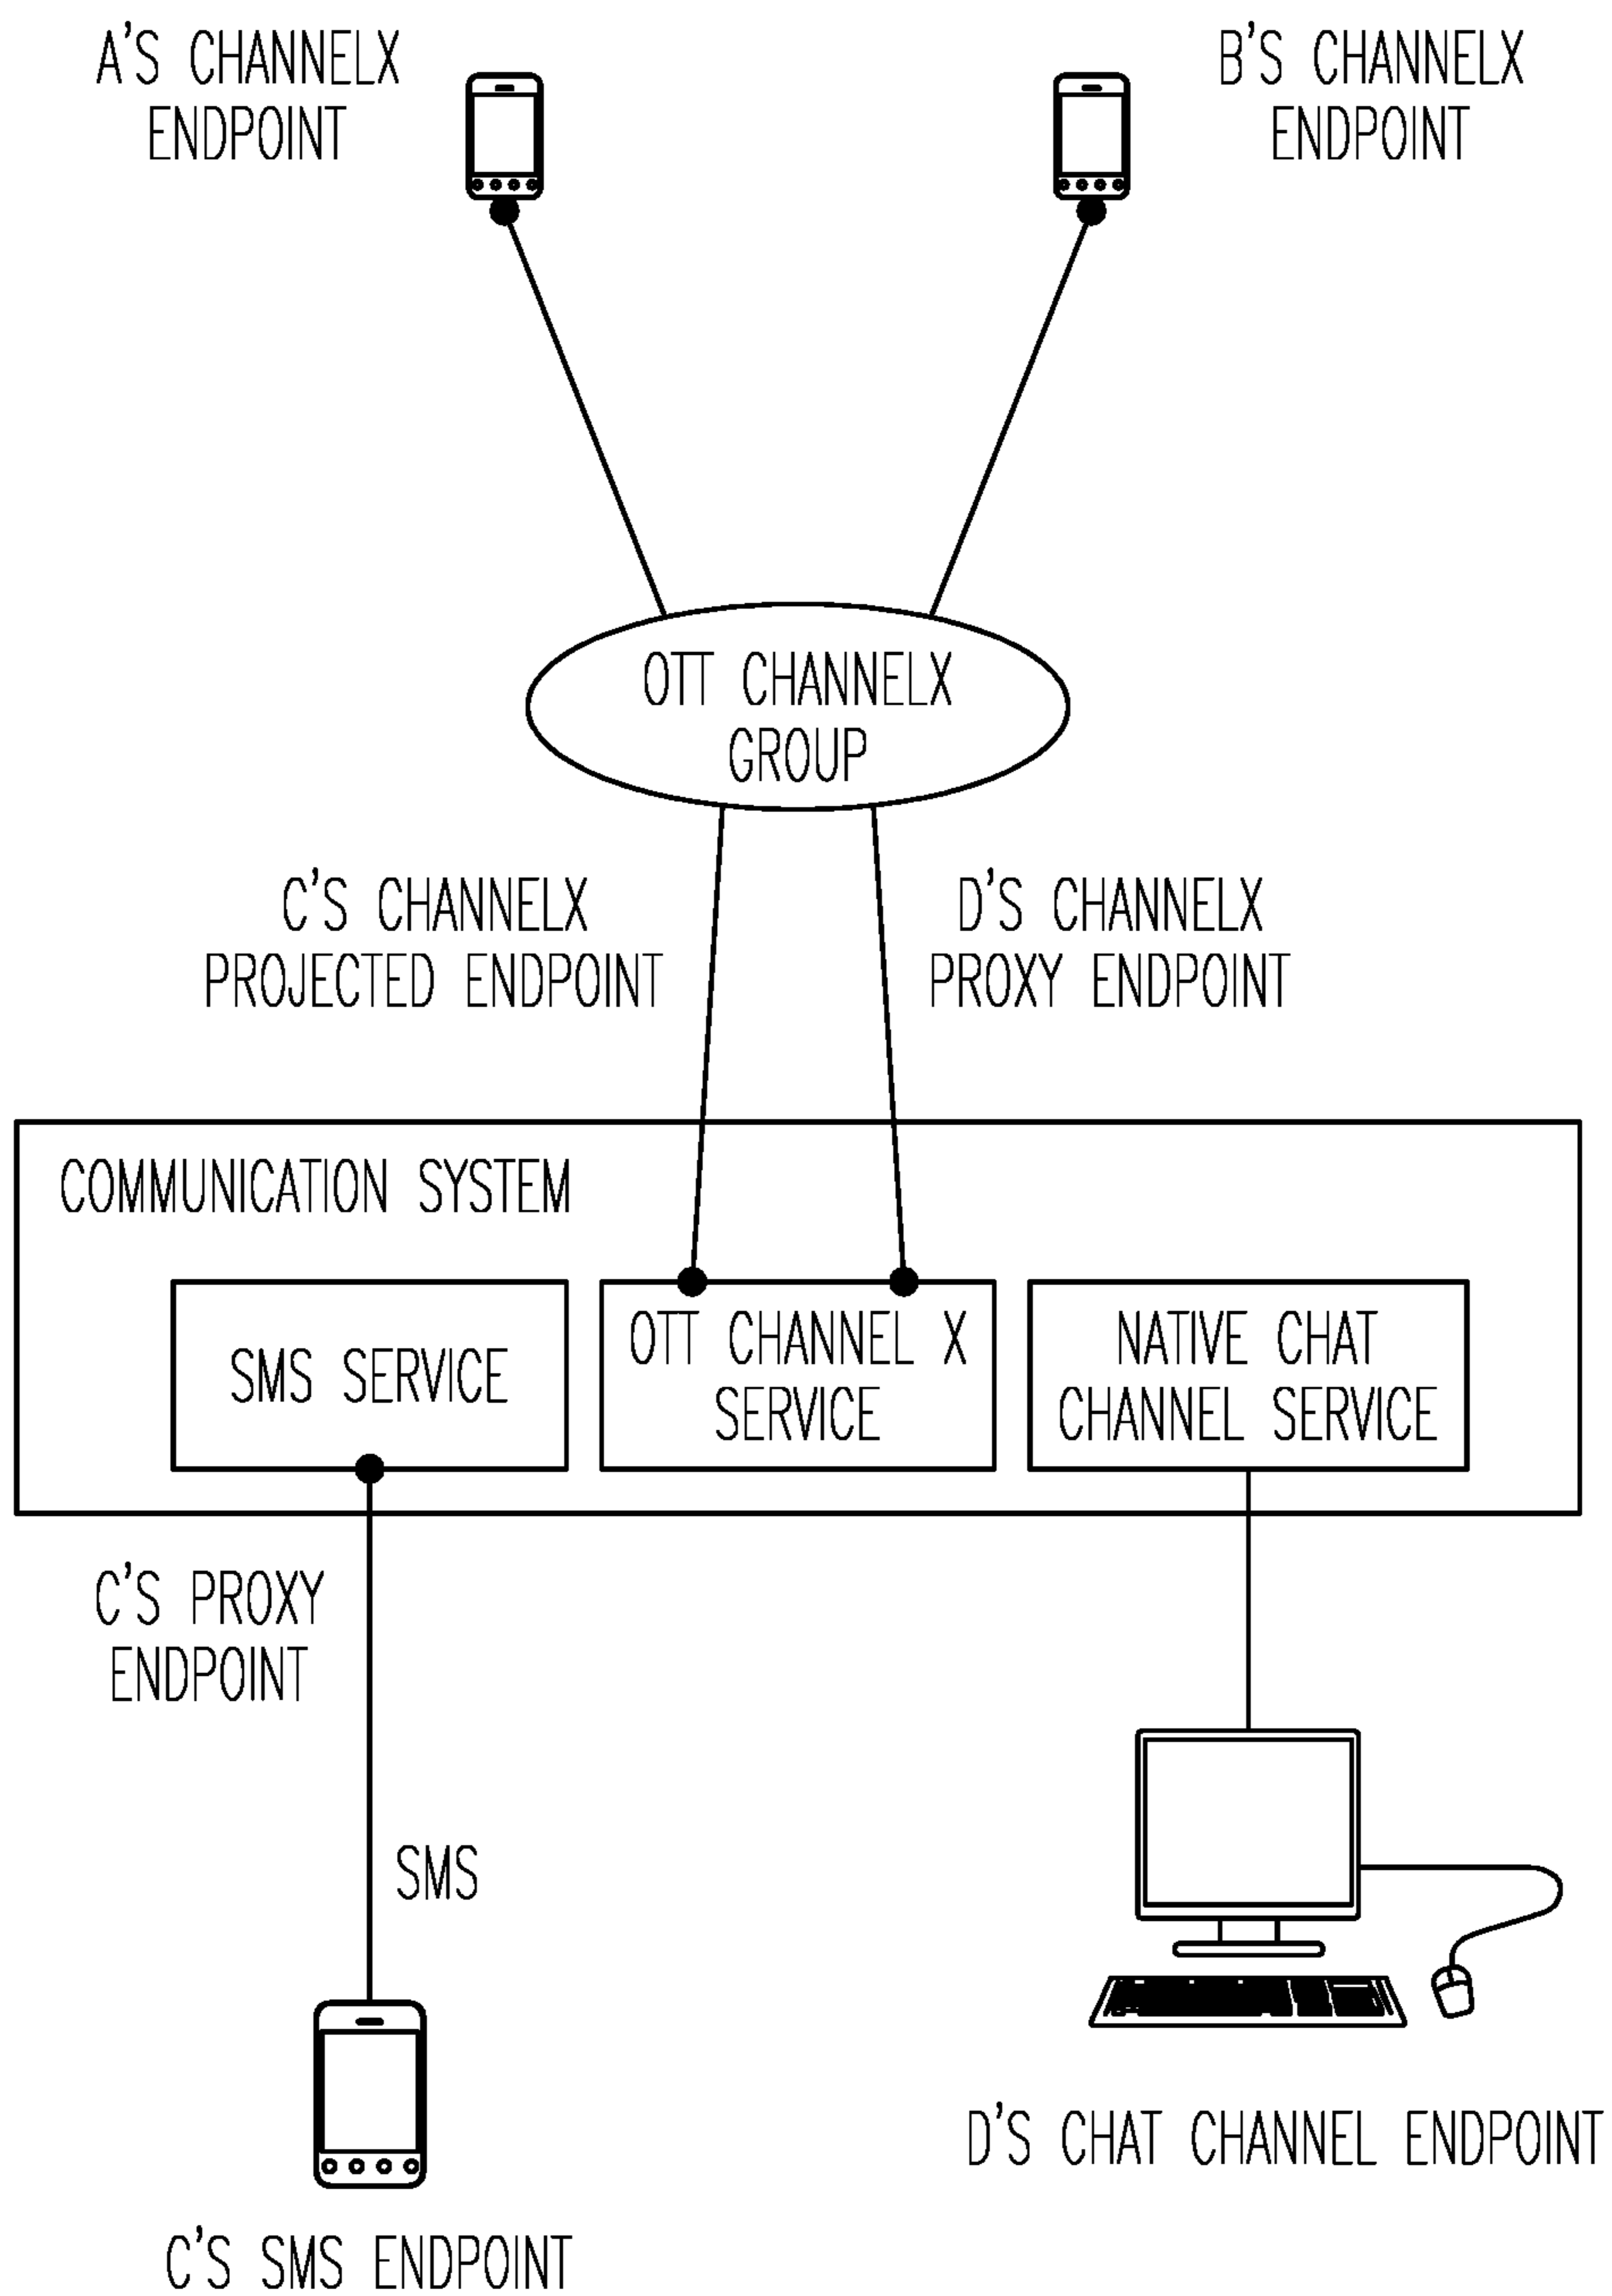 A'S CHANNELX
ENDPOINT
B'S CHANNELX
ENDPOINT
OTT CHANNELX
GROUP
C'S CHANNELX
PROJECTED ENDPOINT
D'S CHANNELX
PROXY ENDPOINT
COMMUNICATION SYSTEM
SMS SERVICE
OTT CHANNEL X
SERVICE
NATIVE CHAT
CHANNEL SERVICE
C'S PROXY
ENDPOINT
SMS
D'S CHAT CHANNEL ENDPOINT
C'S SMS ENDPOINT